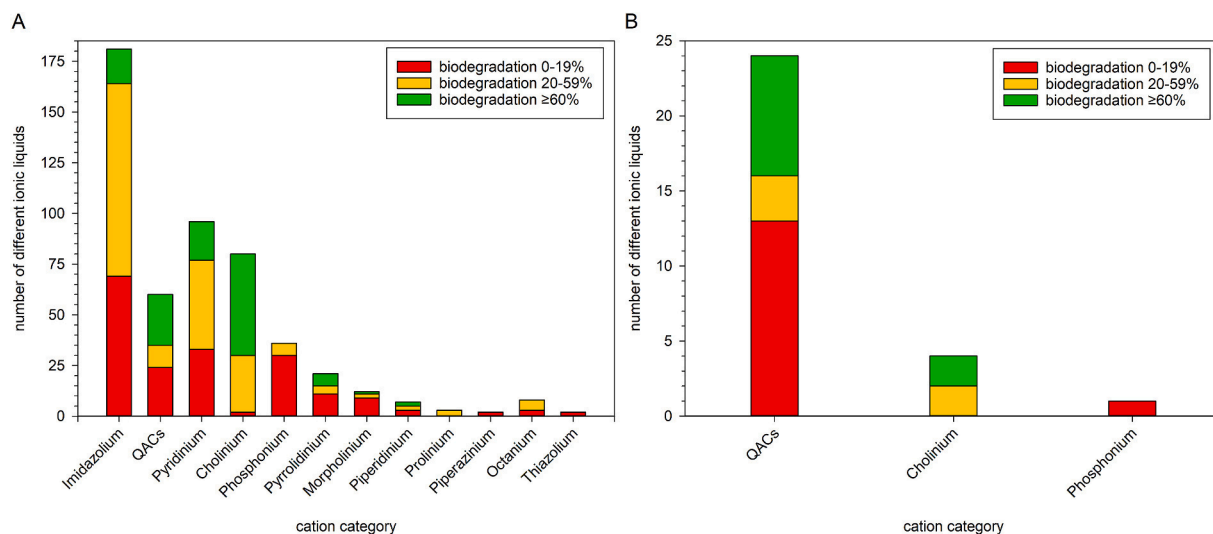 A
number of different ionic liquids
175
150
125
100
75
50
25
0
biodegradation 0-19%
biodegradation 20-59%
biodegradation ≥60%
Imidazolium
QACs
Pyridinium
Cholinium
Phosphonium
Pyrrolidinium
Morpholinium
Piperidinium
Prolinium
Piperazinium
Octanium
Thiazolium
cation category
B
number of different ionic liquids
25
20
15
10
5
0
biodegradation 0-19%
biodegradation 20-59%
biodegradation ≥60%
QACs
Cholinium
Phosphonium
cation category